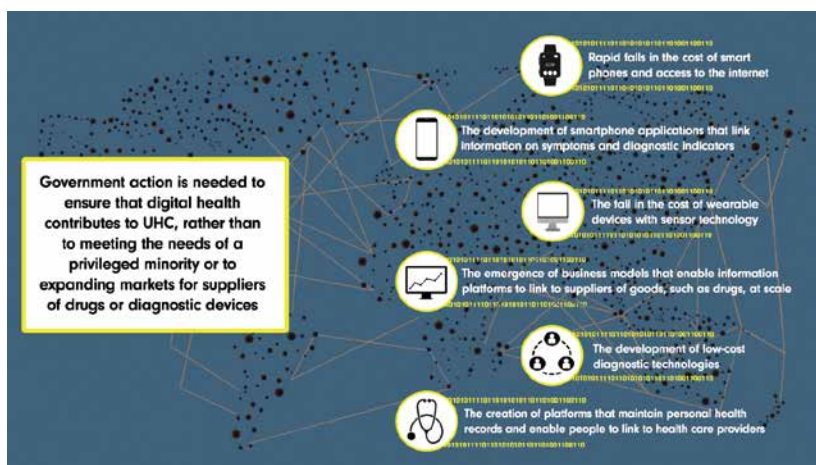 Government action is needed to
ensure that digital health
contributes to UHC, rather than
to meeting the needs of a
privileged minority or to
expanding markets for suppliers
of drugs or diagnostic devices
Rapid falls in the cost of smart
phones and access to the internet
The development of smartphone applications that link
information on symptoms and diagnostic indicators
The fall in the cost of wearable
devices with sensor technology
The emergence of business models that enable information
platforms to link to suppliers of goods, such as drugs, at scale
The development of low-cost
diagnostic technologies
The creation of platforms that maintain personal health
records and enable people to link to health care providers